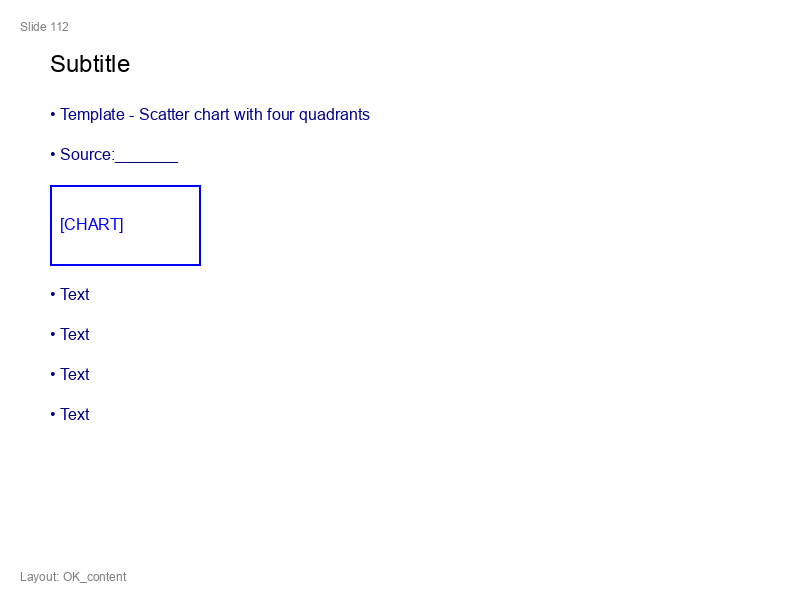 Slide 112
Subtitle
• Template - Scatter chart with four quadrants
• Source:_______
[CHART]
• Text
• Text
• Text
• Text
Layout: OK_content